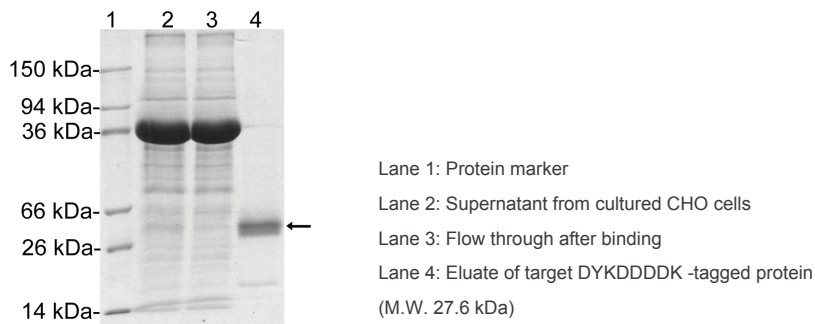 1 2 3 4
150 kDa-
94 kDa-
36 kDa-
66 kDa-
26 kDa-
14 kDa-
Lane 1: Protein marker
Lane 2: Supernatant from cultured CHO cells
Lane 3: Flow through after binding
Lane 4: Eluate of target DYKDDDDK -tagged protein
(M.W. 27.6 kDa)